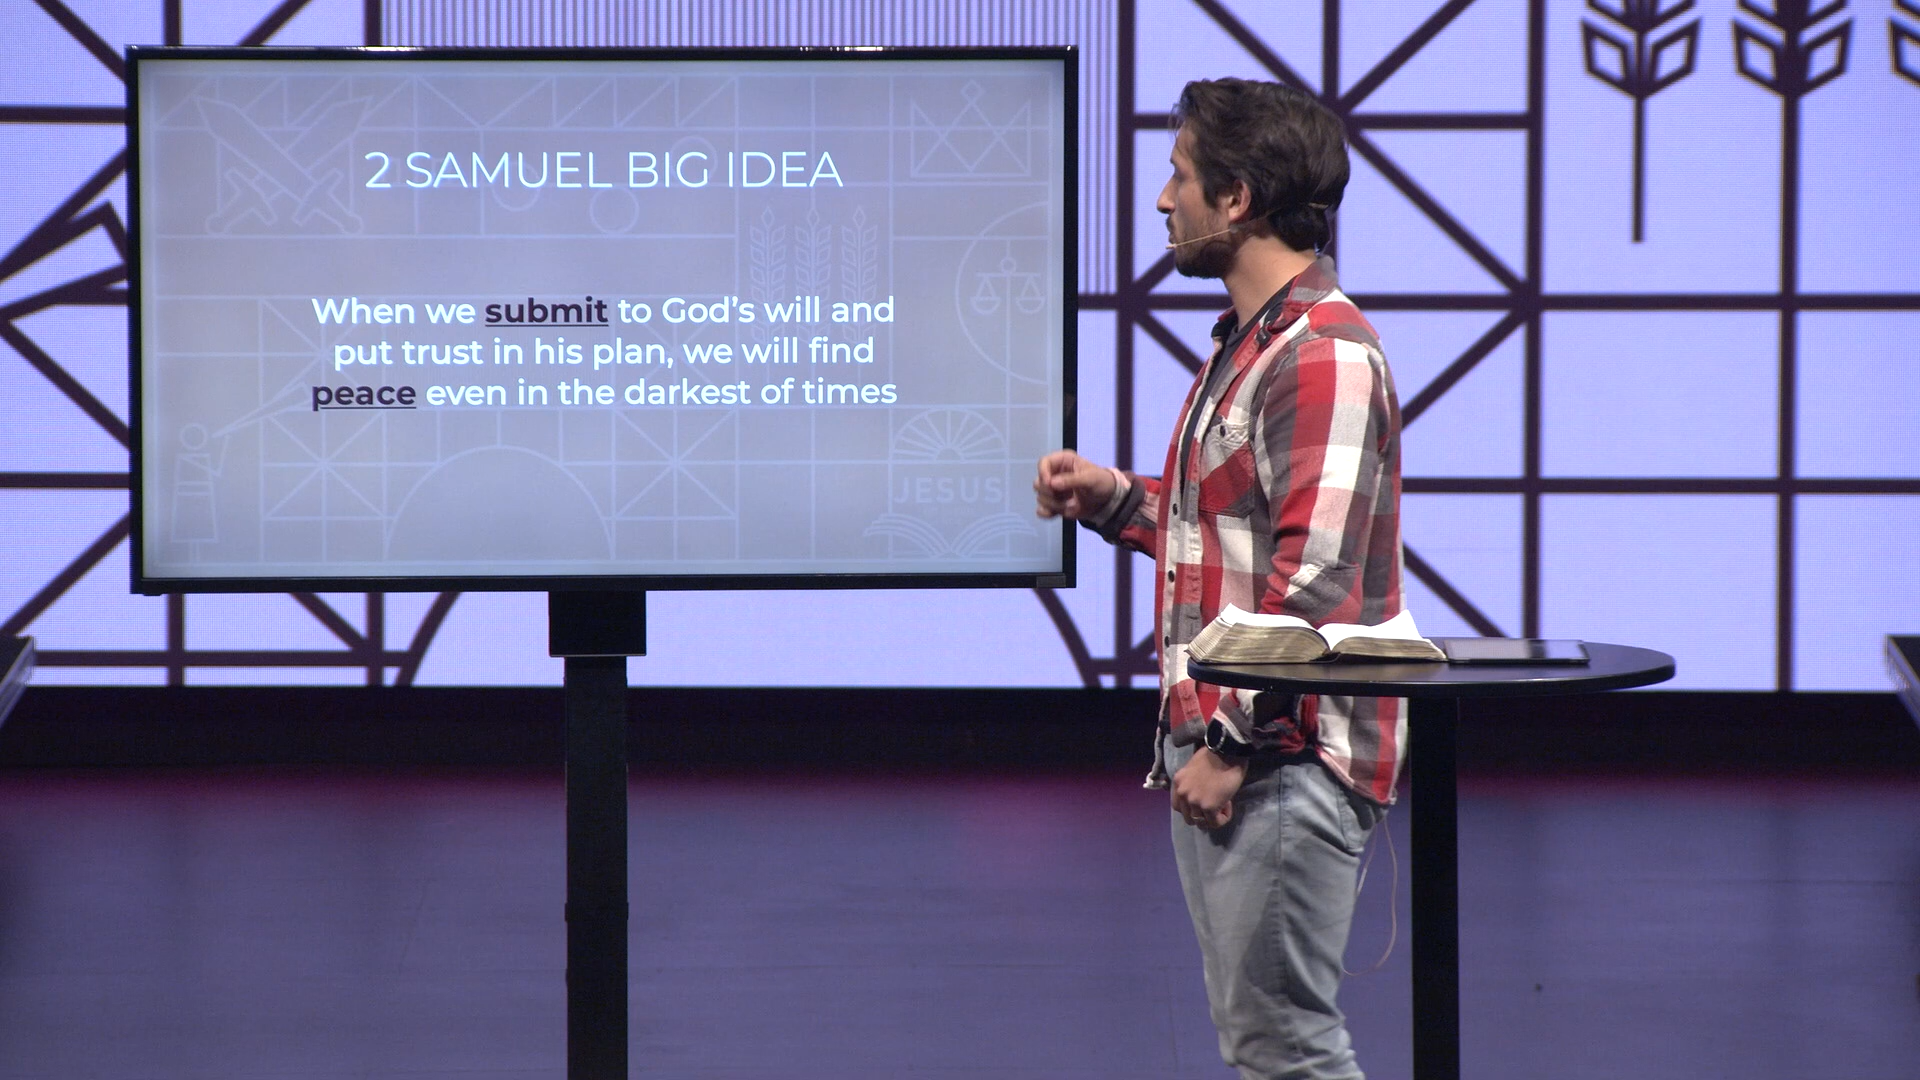 2 SAMUEL BIG IDEA
When we submit to God's will and
put trust in his plan, we will find
peace even in the darkest of times
JESUS